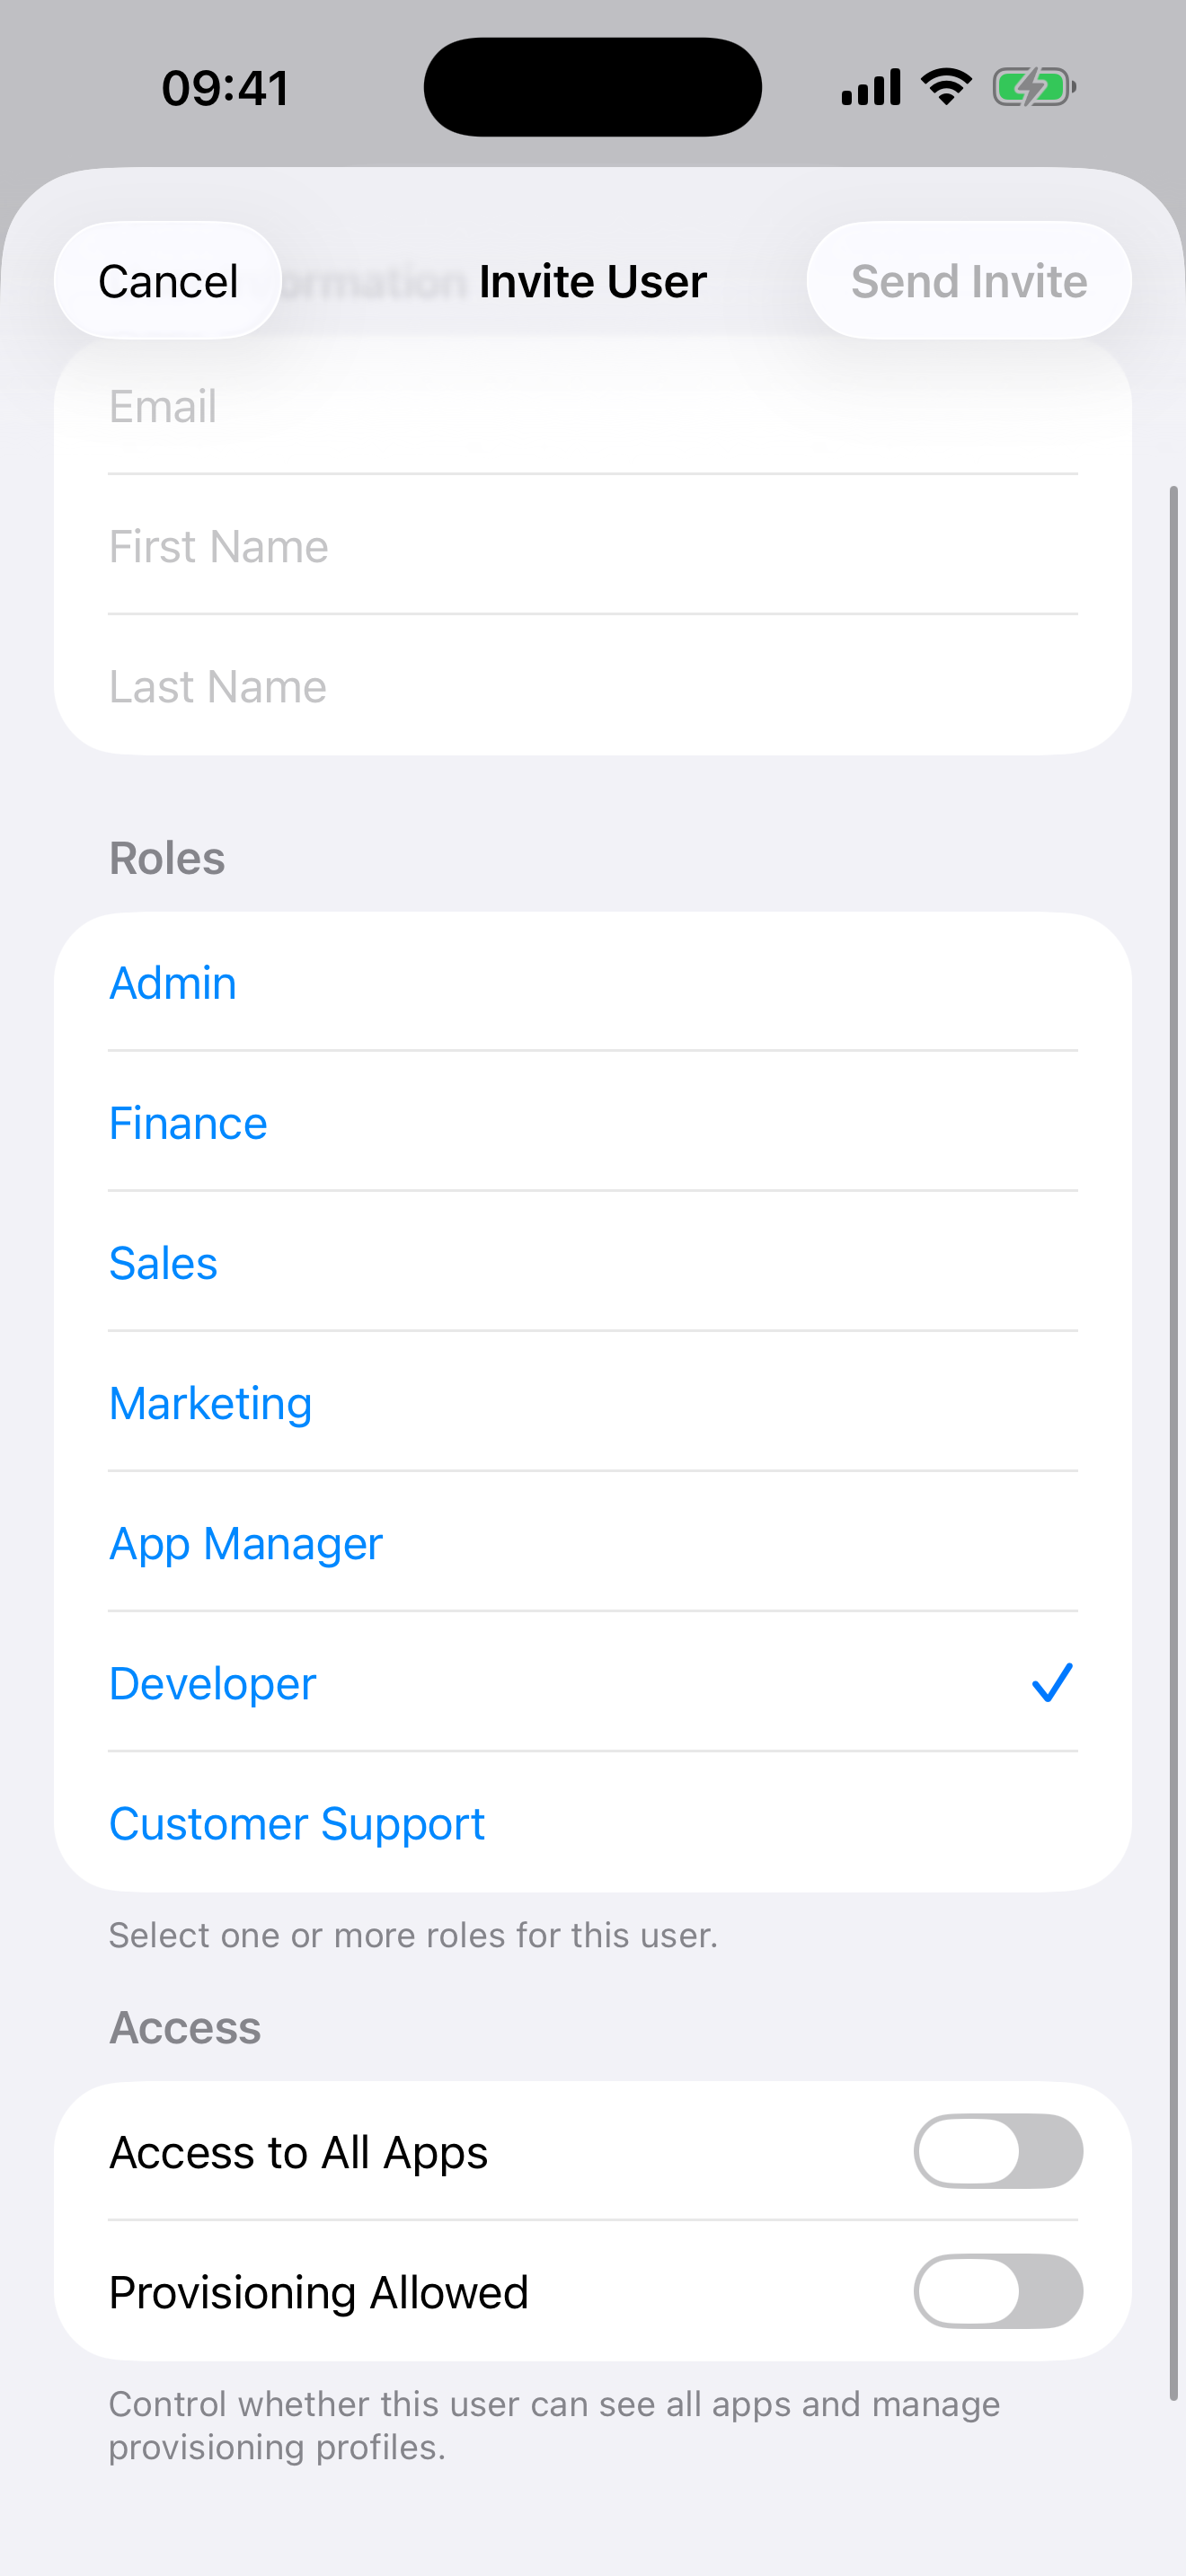 09:41
Cancel
Invite User
Send Invite
Email
First Name
Last Name
Roles
Admin
Finance
Sales
Marketing
App Manager
Developer
Customer Support
Select one or more roles for this user.
Access
Access to All Apps
Provisioning Allowed
Control whether this user can see all apps and manage
provisioning profiles.